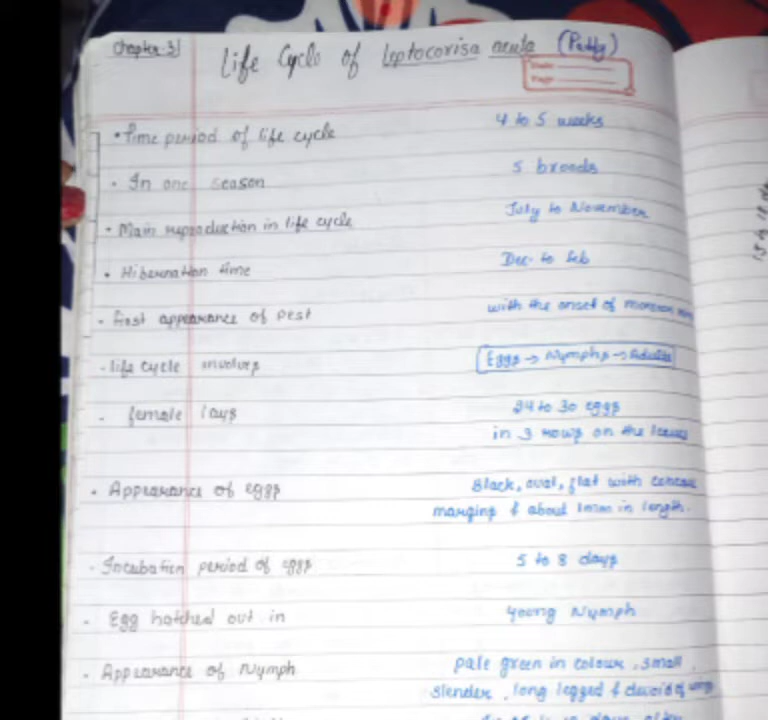 Chapter-3)
Life Cycle of Leptocorisa acuta (Paddy)
Date
Page
• Time period of life cycle 4 to 5 weeks
• In one season 5 broods
• Main reproduction in life cycle July to November
• Hibernation time Dec. to feb
• first appearance of pest with the onset of monsoon
• life cycle involves Eggs → Nymphs → Adults
• female lays 24 to 30 eggs
in 3 rows on the leaves
• Appearance of eggs Black, oval, flat with concave
margins & about 1mm in length.
• Incubation period of eggs 5 to 8 days
• Egg hatched out in young Nymph
• Appearance of Nymph pale green in colour, small,
slender, long legged & devoid of wings